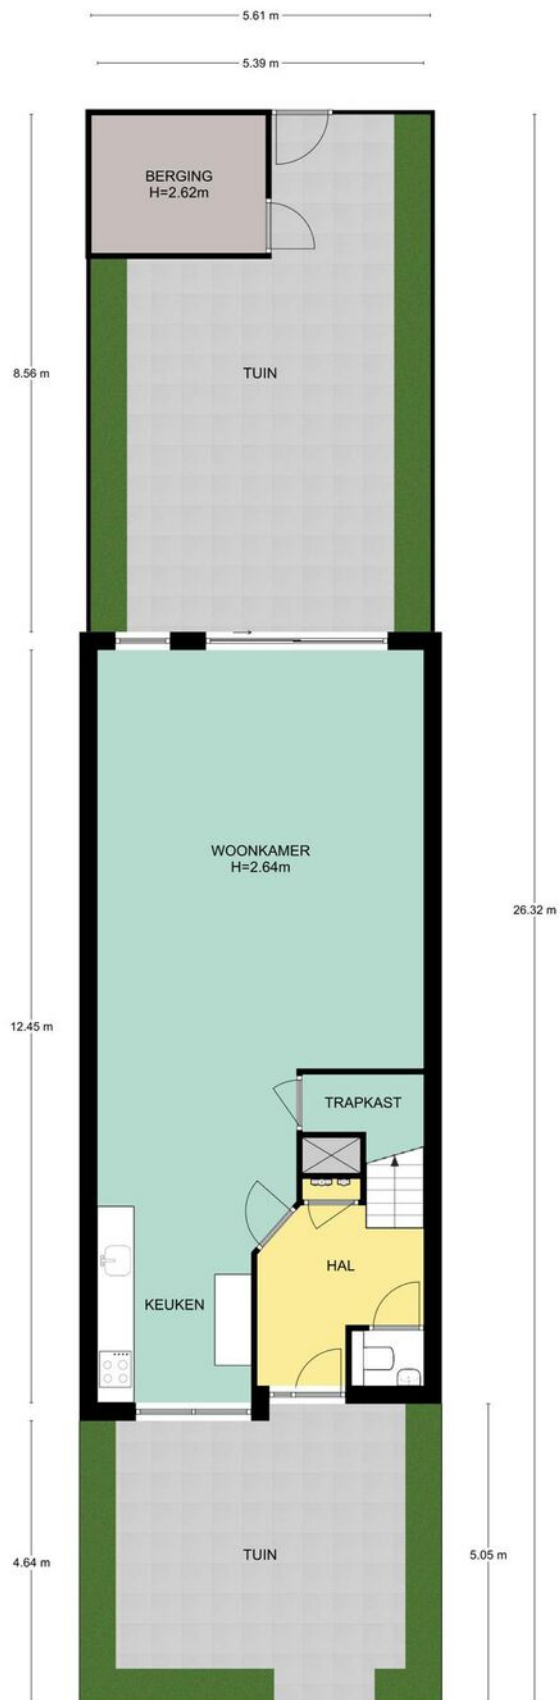 5.61 m
5.39 m
BERGING
H=2.62m
TUIN
8.56 m
WOONKAMER
H=2.64m
26.32 m
12.45 m
TRAPKAST
HAL
KEUKEN
TUIN
4.64 m
5.05 m